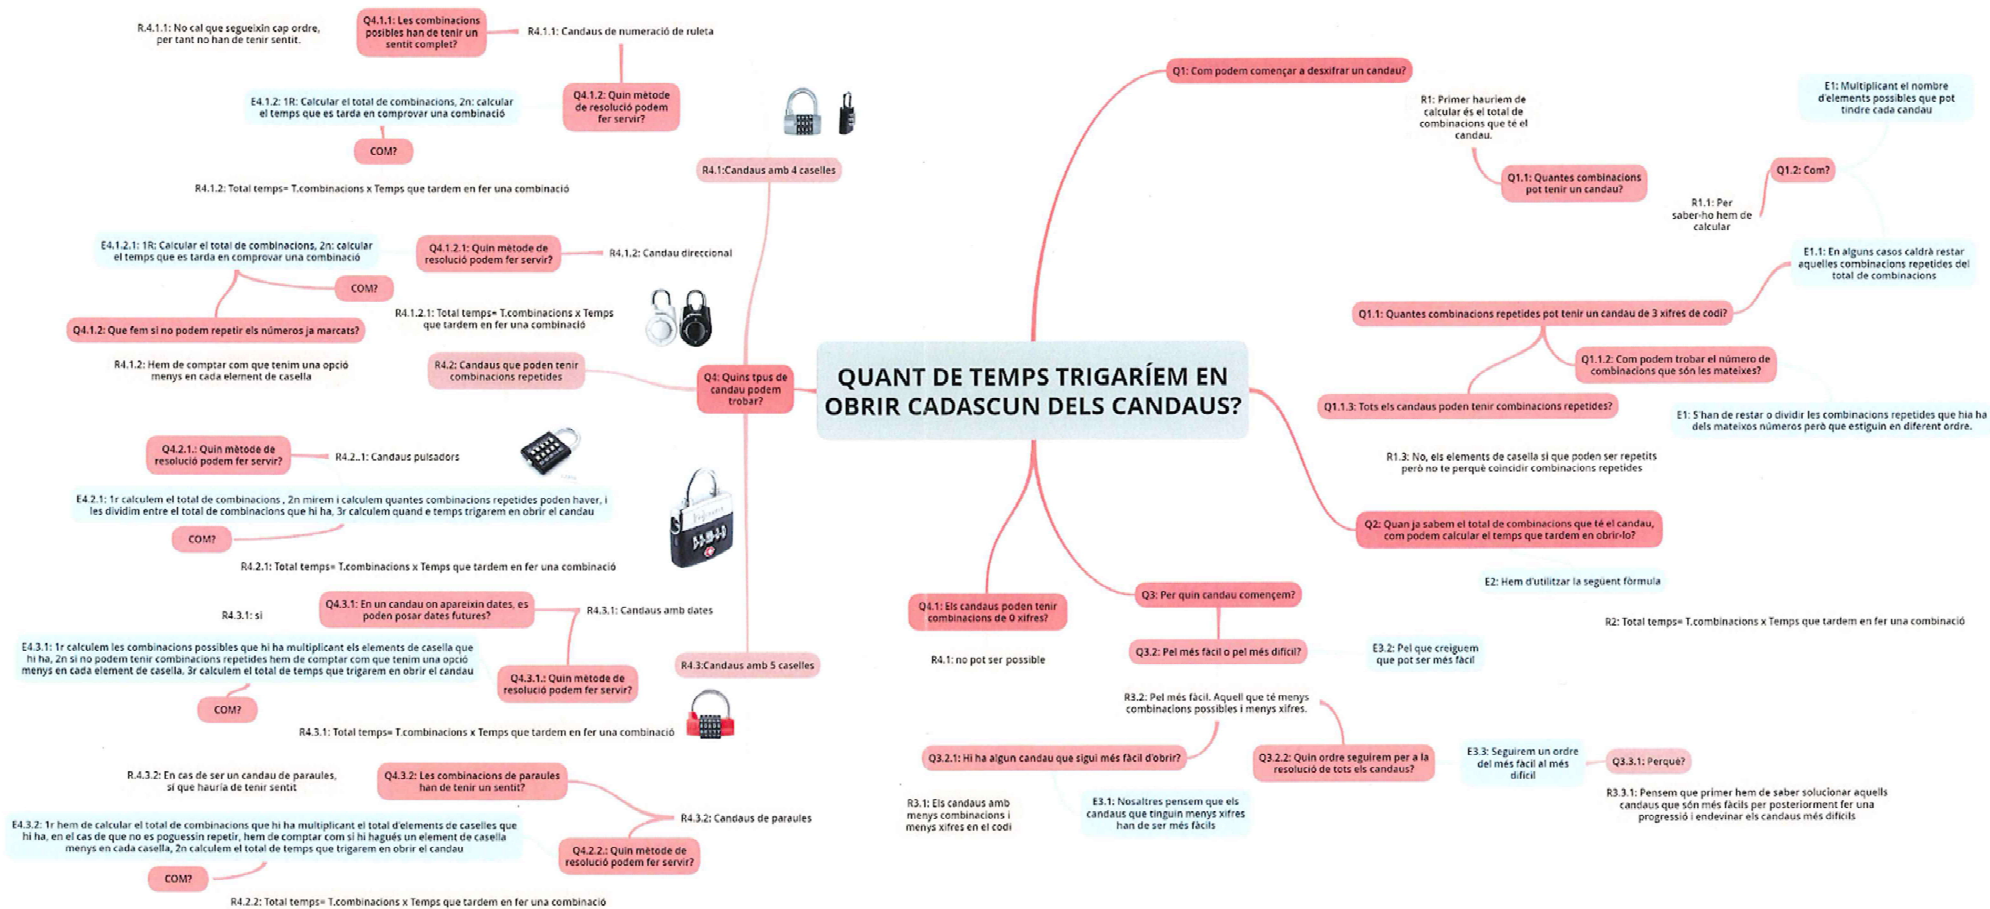 QUANT DE TEMPS TRIGARÍEM EN
OBRIR CADASCUN DELS CANDAUS?
Q1: Com podem començar a desxifrar un candau?
R1: Primer hauriem de
calcular és el total de
combinacions que té el
candau.
Q1.1: Quantes combinacions
pot tenir un candau?
R1.1: Per
saber-ho hem de
calcular
Q1.2: Com?
E1: Multiplicant el nombre
d'elements possibles que pot
tindre cada candau
E1.1: En alguns casos caldrà restar
aquelles combinacions repetides del
total de combinacions
Q1.1: Quantes combinacions repetides pot tenir un candau de 3 xifres de codi?
Q1.1.2: Com podem trobar el número de
combinacions que són les mateixes?
E1: S'han de restar o dividir les combinacions repetides que hia ha
dels mateixos números però que estiguin en diferent ordre.
Q1.1.3: Tots els candaus poden tenir combinacions repetides?
R1.3: No, els elements de casella si que poden ser repetits
però no te perquè coincidir combinacions repetides
Q2: Quan ja sabem el total de combinacions que té el candau,
com podem calcular el temps que tardem en obrir-lo?
E2: Hem d'utilitzar la següent fòrmula
R2: Total temps= T.combinacions x Temps que tardem en fer una combinació
Q3: Per quin candau comencem?
Q3.2: Pel més fàcil o pel més difícil?
E3.2: Pel que creiguem
que pot ser més fàcil
R3.2: Pel més fàcil. Aquell que té menys
combinacions possibles i menys xifres.
Q3.2.1: Hi ha algun candau que sigui més fàcil d'obrir?
R3.1: Els candaus amb
menys combinacions i
menys xifres en el codi
E3.1: Nosaltres pensem que els
candaus que tinguin menys xifres
han de ser més fàcils
Q3.2.2: Quin ordre seguirem per a la
resolució de tots els candaus?
E3.3: Seguirem un ordre
del més fàcil al més
difícil
Q3.3.1: Perquè?
R3.3.1: Pensem que primer hem de saber solucionar aquells
candaus que són més fàcils per posteriorment fer una
progressió i endevinar els candaus més difícils
Q4.1: Els candaus poden tenir
combinacions de 0 xifres?
R4.1: no pot ser possible
Q4: Quins tpus de
candau podem
trobar?
R4.1:Candaus amb 4 caselles
R4.1.1: Candaus de numeració de ruleta
Q4.1.1: Les combinacions
posibles han de tenir un
sentit complet?
R.4.1.1: No cal que segueixin cap ordre,
per tant no han de tenir sentit.
Q4.1.2: Quin mètode
de resolució podem
fer servir?
E4.1.2: 1R: Calcular el total de combinacions, 2n: calcular
el temps que es tarda en comprovar una combinació
COM?
R4.1.2: Total temps= T.combinacions x Temps que tardem en fer una combinació
R4.1.2: Candau direccional
Q4.1.2.1: Quin mètode de
resolució podem fer servir?
E4.1.2.1: 1R: Calcular el total de combinacions, 2n: calcular
el temps que es tarda en comprovar una combinació
COM?
R4.1.2.1: Total temps= T.combinacions x Temps
que tardem en fer una combinació
Q4.1.2: Que fem si no podem repetir els números ja marcats?
R4.1.2: Hem de comptar com que tenim una opció
menys en cada element de casella
R4.2: Candaus que poden tenir
combinacions repetides
R4.2..1: Candaus pulsadors
Q4.2.1.: Quin mètode de
resolució podem fer servir?
E4.2.1: 1r calculem el total de combinacions , 2n mirem i calculem quantes combinacions repetides poden haver, i
les dividim entre el total de combinacions que hi ha, 3r calculem quand e temps trigarem en obrir el candau
COM?
R4.2.1: Total temps= T.combinacions x Temps que tardem en fer una combinació
R4.3:Candaus amb 5 caselles
R4.3.1: Candaus amb dates
Q4.3.1: En un candau on apareixin dates, es
poden posar dates futures?
R4.3.1: si
Q4.3.1.: Quin mètode de
resolució podem fer servir?
E4.3.1: 1r calculem les combinacions possibles que hi ha multiplicant els elements de casella que
hi ha, 2n si no podem tenir combinacions repetides hem de comptar com que tenim una opció
menys en cada element de casella, 3r calculem el total de temps que trigarem en obrir el candau
COM?
R4.3.1: Total temps= T.combinacions x Temps que tardem en fer una combinació
R4.3.2: Candaus de paraules
Q4.3.2: Les combinacions de paraules
han de tenir un sentit?
R.4.3.2: En cas de ser un candau de paraules,
si que hauria de tenir sentit
Q4.2.2.: Quin mètode de
resolució podem fer servir?
E4.3.2: 1r hem de calcular el total de combinacions que hi ha multiplicant el total d'elements de caselles que
hi ha, en el cas de que no es poguessin repetir, hem de comptar com si hi hagués un element de casella
menys en cada casella, 2n calculem el total de temps que trigarem en obrir el candau
COM?
R4.2.2: Total temps= T.combinacions x Temps que tardem en fer una combinació